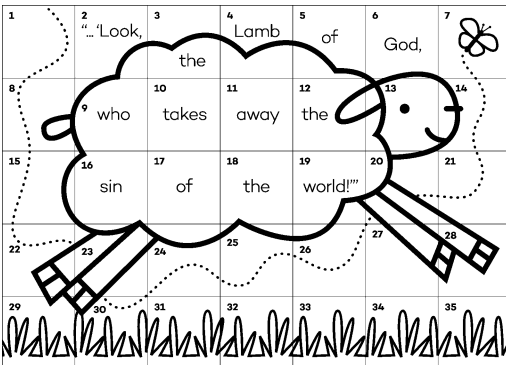 1 2 3 4 5 6 7
“...‘Look, the Lamb of God,
8 9 10 11 12 13 14
who takes away the
15 16 17 18 19 20 21
sin of the world!’”
22 23 24 25 26 27 28
29 30 31 32 33 34 35